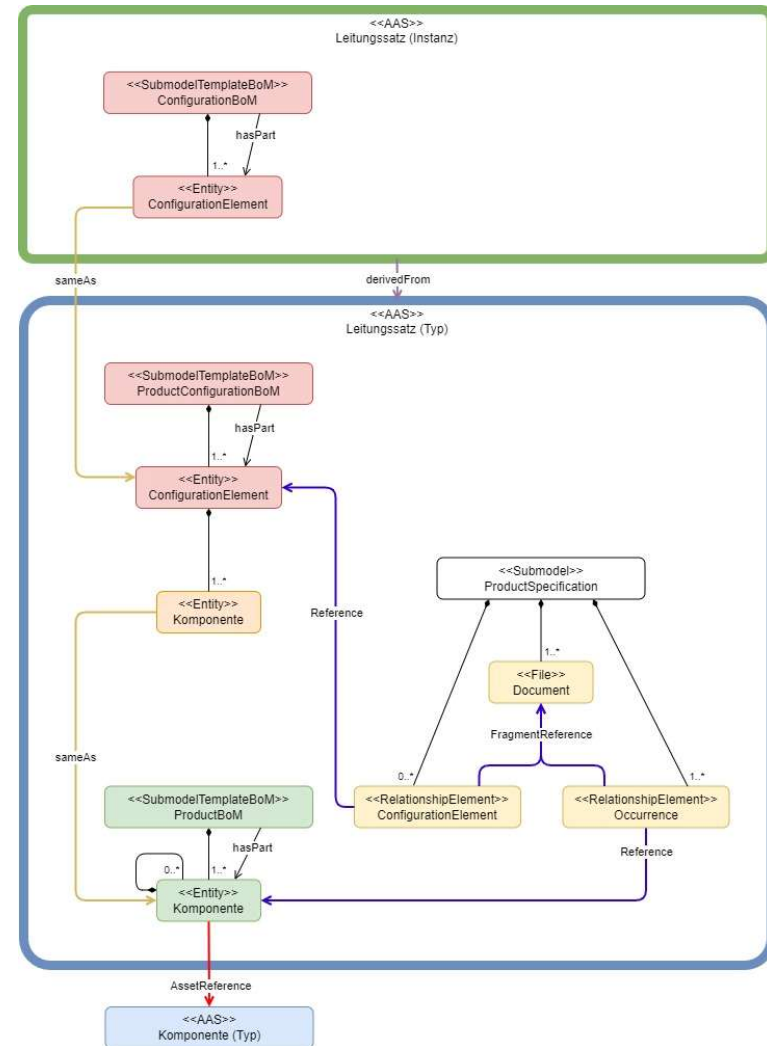 <<AAS>>
Leitungssatz (Instanz)
<<SubmodelTemplateBoM>>
ConfigurationBoM
hasPart
1..*
<<Entity>>
ConfigurationElement
sameAs
derivedFrom
<<AAS>>
Leitungssatz (Typ)
<<SubmodelTemplateBoM>>
ProductConfigurationBoM
hasPart
1..*
<<Entity>>
ConfigurationElement
1..*
<<Entity>>
Komponente
Reference
<<Submodel>>
ProductSpecification
1..*
<<File>>
Document
FragmentReference
sameAs
0..*
1..*
<<SubmodelTemplateBoM>>
ProductBoM
<<RelationshipElement>>
ConfigurationElement
<<RelationshipElement>>
Occurrence
hasPart
Reference
0..*
1..*
<<Entity>>
Komponente
AssetReference
<<AAS>>
Komponente (Typ)